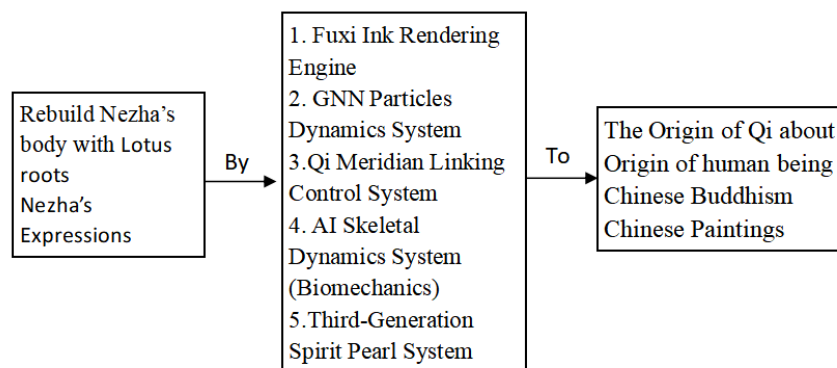 Rebuild Nezha's
body with Lotus
roots
Nezha's
Expressions
By
1. Fuxi Ink Rendering
Engine
2. GNN Particles
Dynamics System
3.Qi Meridian Linking
Control System
4. AI Skeletal
Dynamics System
(Biomechanics)
5.Third-Generation
Spirit Pearl System
To
The Origin of Qi about
Origin of human being
Chinese Buddhism
Chinese Paintings